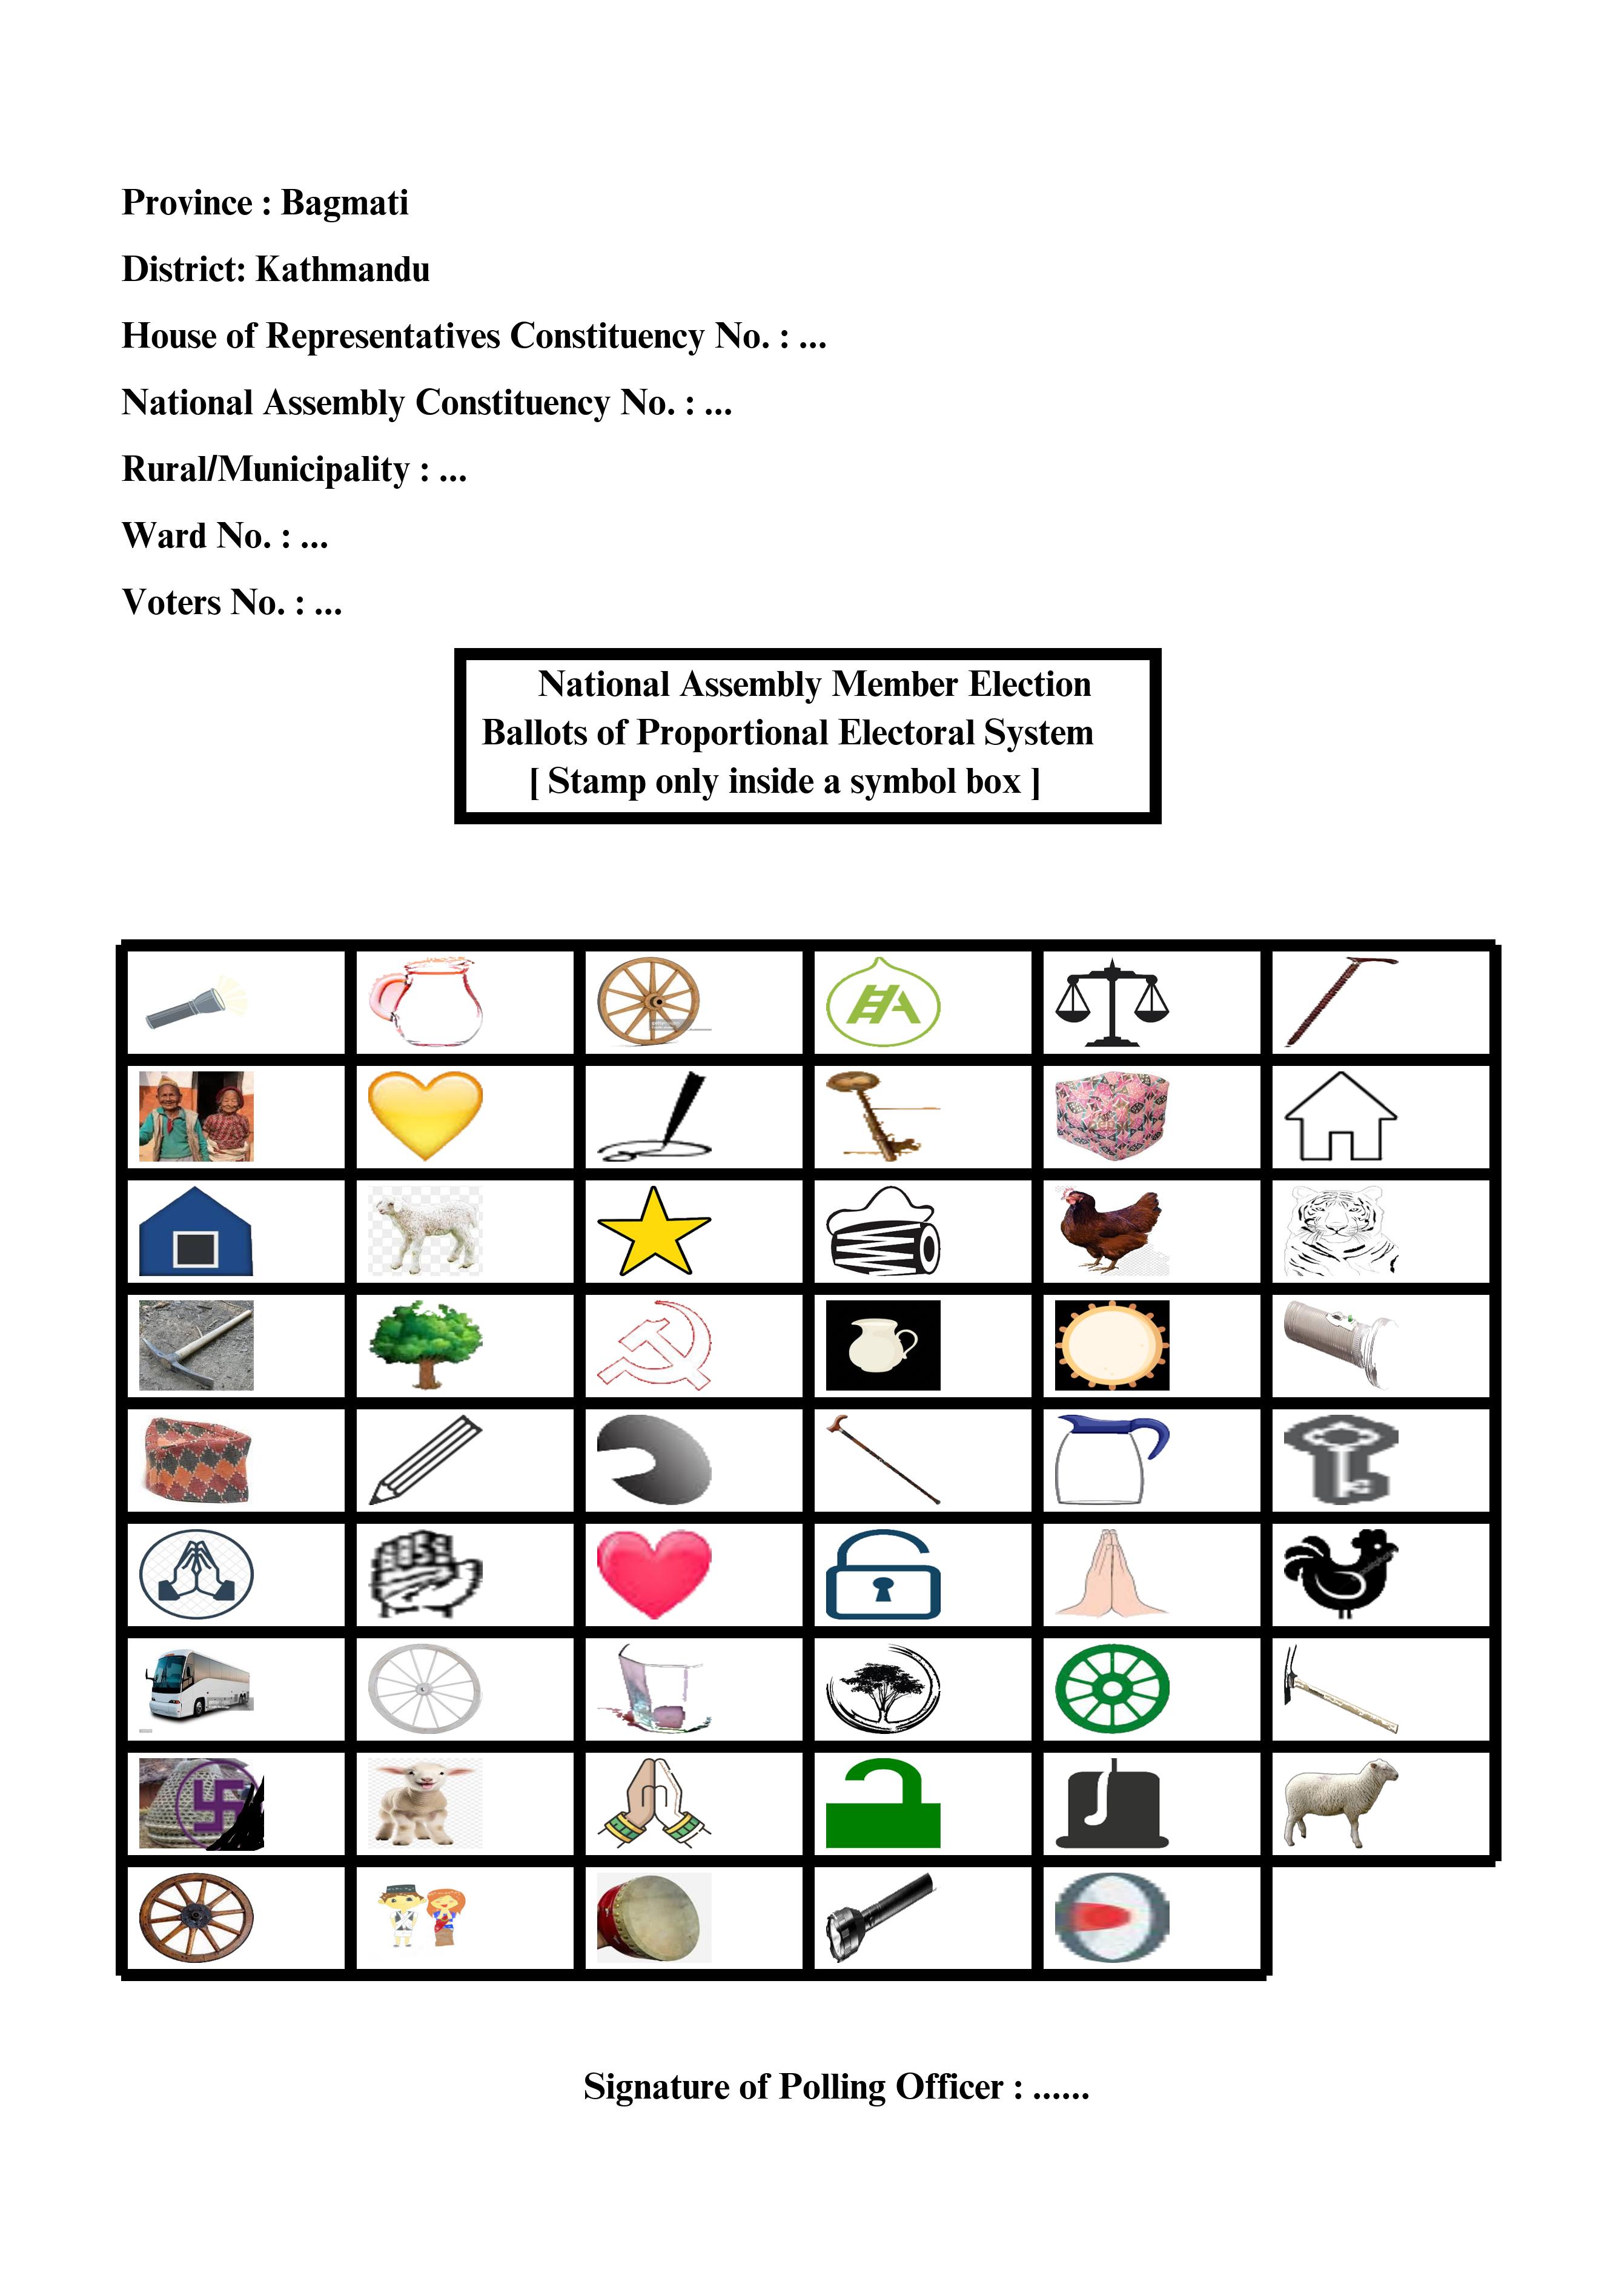 Province : Bagmati
District: Kathmandu
House of Representatives Constituency No. : ...
National Assembly Constituency No. : ...
Rural/Municipality : ...
Ward No. : ...
Voters No. : ...
National Assembly Member Election
Ballots of Proportional Electoral System
[ Stamp only inside a symbol box ]
Signature of Polling Officer : ......